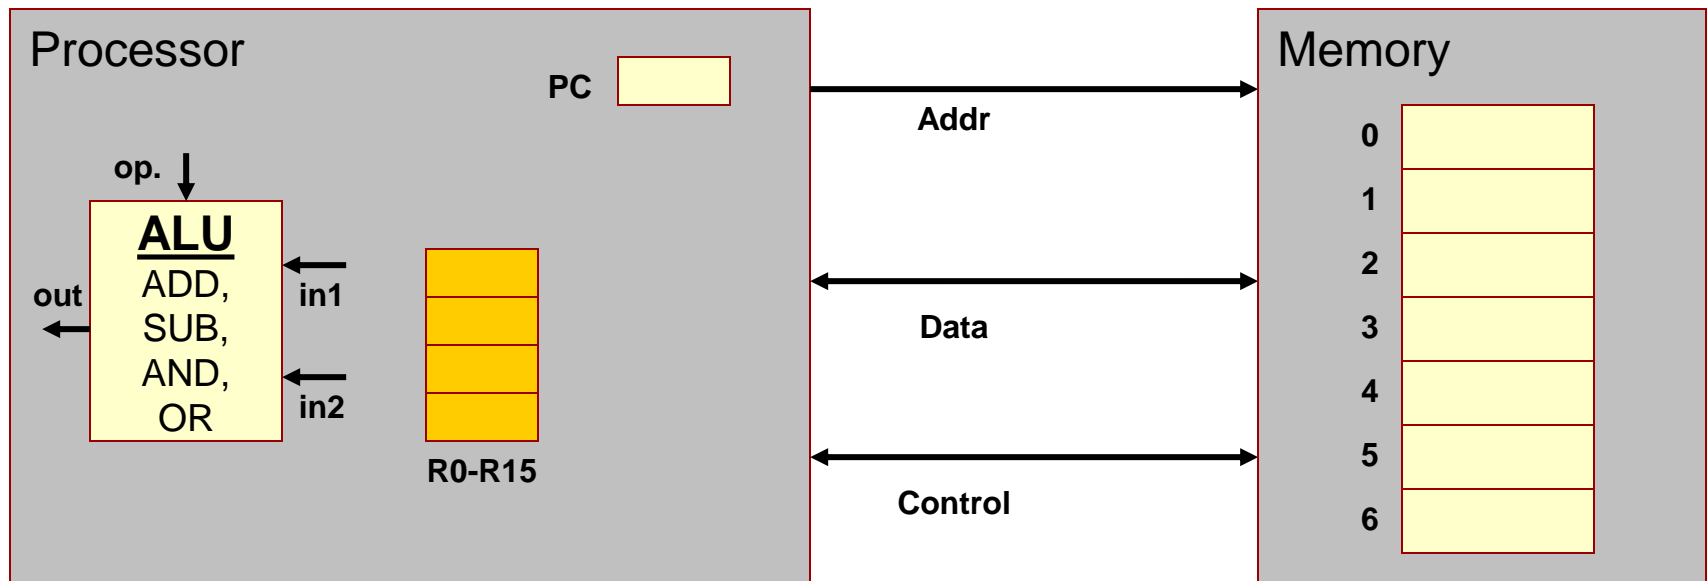 Processor
PC
op.
ALU
ADD,
SUB,
AND,
OR
out
in1
in2
R0-R15
Addr
Data
Control
Memory
0
1
2
3
4
5
6